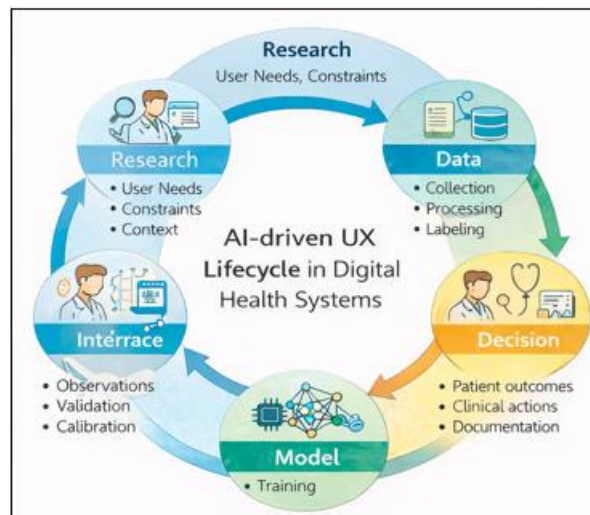 Research
User Needs, Constraints
Research
• User Needs
• Constraints
• Context
Data
• Collection
• Processing
• Labeling
AI-driven UX
Lifecycle in Digital
Health Systems
Interrace
• Observations
• Validation
• Calibration
Decision
• Patient outcomes
• Clinical actions
• Documentation
Model
• Training